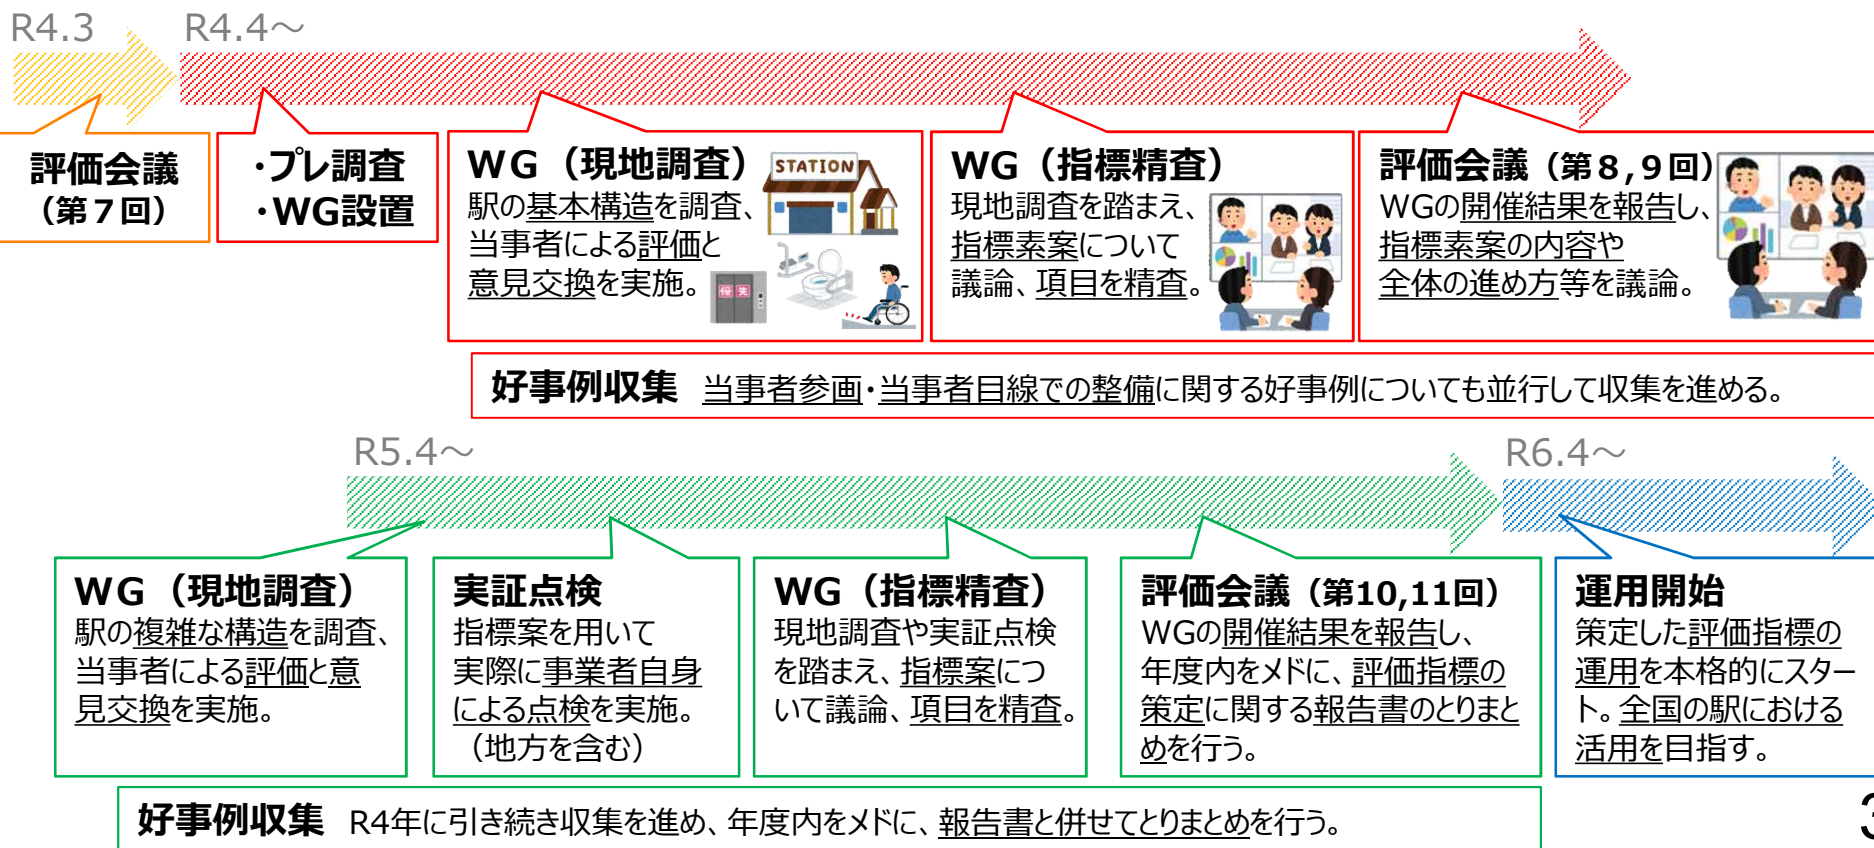 R4.3
R4.4～
評価会議
（第７回）
・プレ調査
・WG設置
WG（現地調査）
駅の基本構造を調査、
当事者による評価と
意見交換を実施。
STATION
優先
WG（指標精査）
現地調査を踏まえ、
指標素案について
議論、項目を精査。
評価会議（第８,９回）
WGの開催結果を報告し、
指標素案の内容や
全体の進め方等を議論。
好事例収集 当事者参画・当事者目線での整備に関する好事例についても並行して収集を進める。
R5.4～
R6.4～
WG（現地調査）
駅の複雑な構造を調査、
当事者による評価と意
見交換を実施。
実証点検
指標案を用いて
実際に事業者自身
による点検を実施。
（地方を含む）
WG（指標精査）
現地調査や実証点検
を踏まえ、指標案につ
いて議論、項目を精査。
評価会議（第10,11回）
WGの開催結果を報告し、
年度内をメドに、評価指標の
策定に関する報告書のとりまと
めを行う。
運用開始
策定した評価指標の
運用を本格的にスター
ト。全国の駅における
活用を目指す。
好事例収集 R4年に引き続き収集を進め、年度内をメドに、報告書と併せてとりまとめを行う。
3